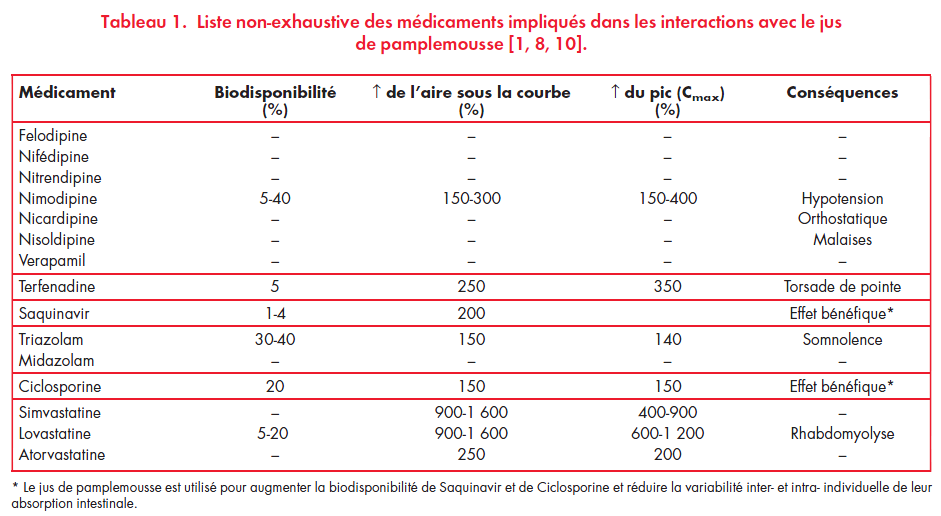 Tableau 1. Liste non-exhaustive des médicaments impliqués dans les interactions avec le jus
de pamplemousse [1, 8, 10].
Médicament Biodisponibilité ↑ de l'aire sous la courbe ↑ du pic (Cmax) Conséquences
(%) (%) (%)
Felodipine – – – –
Nifédipine – – – –
Nitrendipine – – – –
Nimodipine 5-40 150-300 150-400 Hypotension
Nicardipine – – – Orthostatique
Nisoldipine – – – Malaises
Verapamil – – – –
Terfenadine 5 250 350 Torsade de pointe
Saquinavir 1-4 200 Effet bénéfique*
Triazolam 30-40 150 140 Somnolence
Midazolam – – – –
Ciclosporine 20 150 150 Effet bénéfique*
Simvastatine – 900-1 600 400-900 –
Lovastatine 5-20 900-1 600 600-1 200 Rhabdomyolyse
Atorvastatine – 250 200 –
* Le jus de pamplemousse est utilisé pour augmenter la biodisponibilité de Saquinavir et de Ciclosporine et réduire la variabilité inter- et intra- individuelle de leur
absorption intestinale.